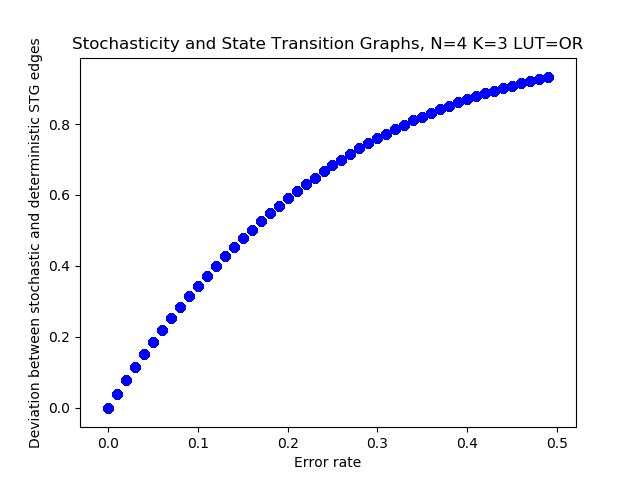 Stochasticity and State Transition Graphs, N=4 K=3 LUT=OR
Deviation between stochastic and deterministic STG edges
0.8
0.6
0.4
0.2
0.0
0.0 0.1 0.2 0.3 0.4 0.5
Error rate